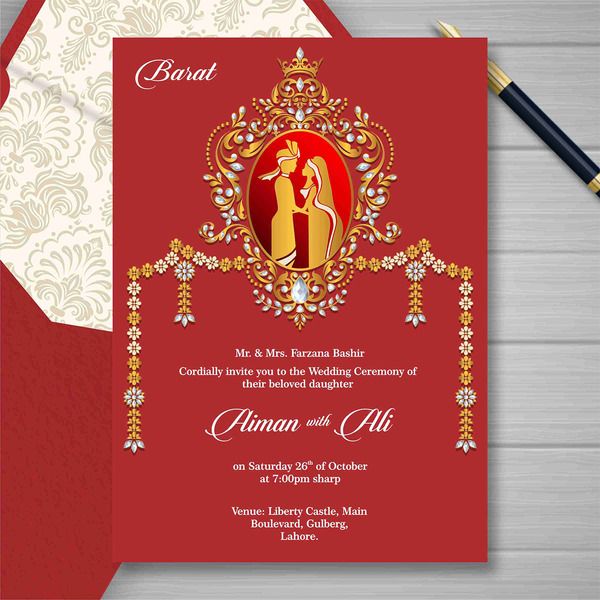 Barat
Mr. & Mrs. Farzana Bashir
Cordially invite you to the Wedding Ceremony of
their beloved daughter
Aiman with Ali
on Saturday 26th of October
at 7:00pm sharp
Venue: Liberty Castle, Main
Boulevard, Gulberg,
Lahore.